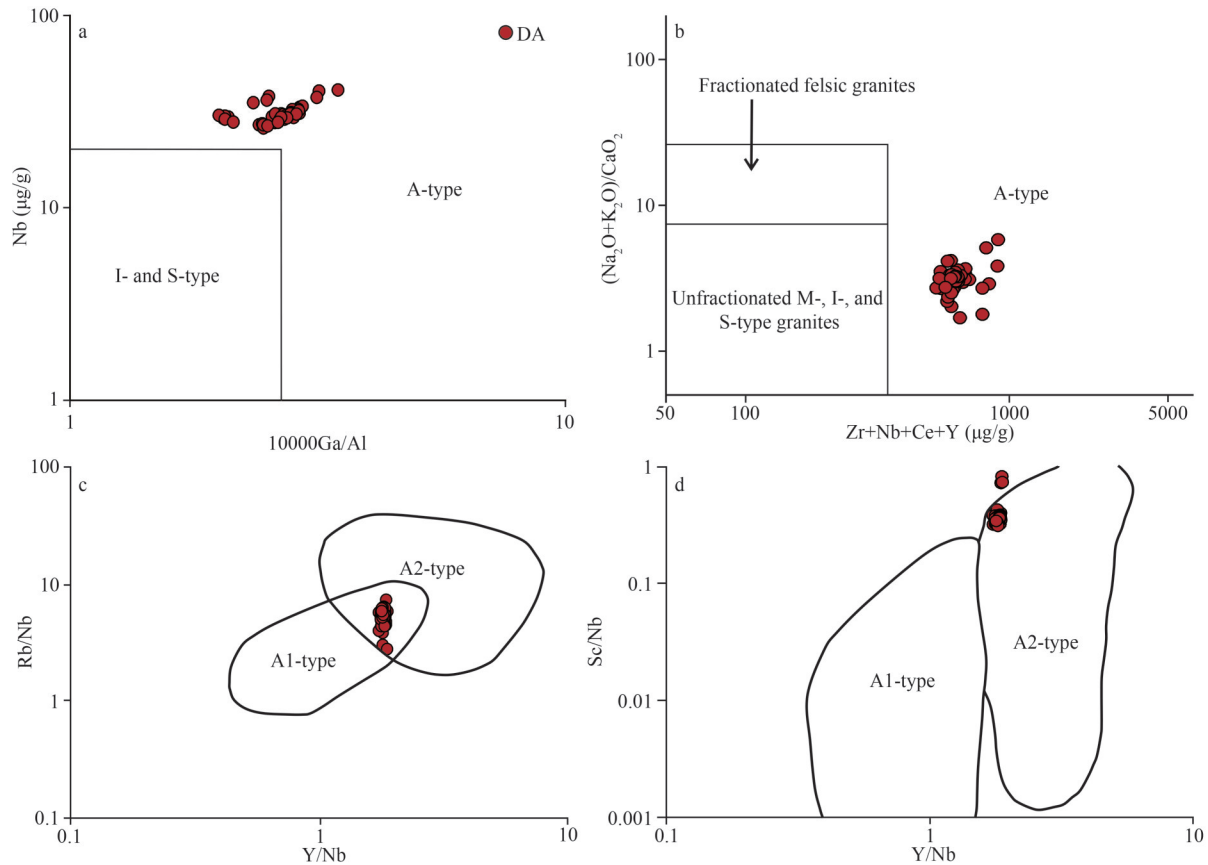 100
a
DA
Nb (μg/g)
10
A-type
I- and S-type
1
1
10
10000Ga/Al
b
100
Fractionated felsic granites
(Na2O+K2O)/CaO2
10
A-type
Unfractionated M-, I-, and
S-type granites
1
50
100
1000
5000
Zr+Nb+Ce+Y (μg/g)
100
c
A2-type
Rb/Nb
10
A1-type
1
0.1
0.1
1
10
Y/Nb
1
d
Sc/Nb
0.1
A2-type
A1-type
0.01
0.001
0.1
1
10
Y/Nb